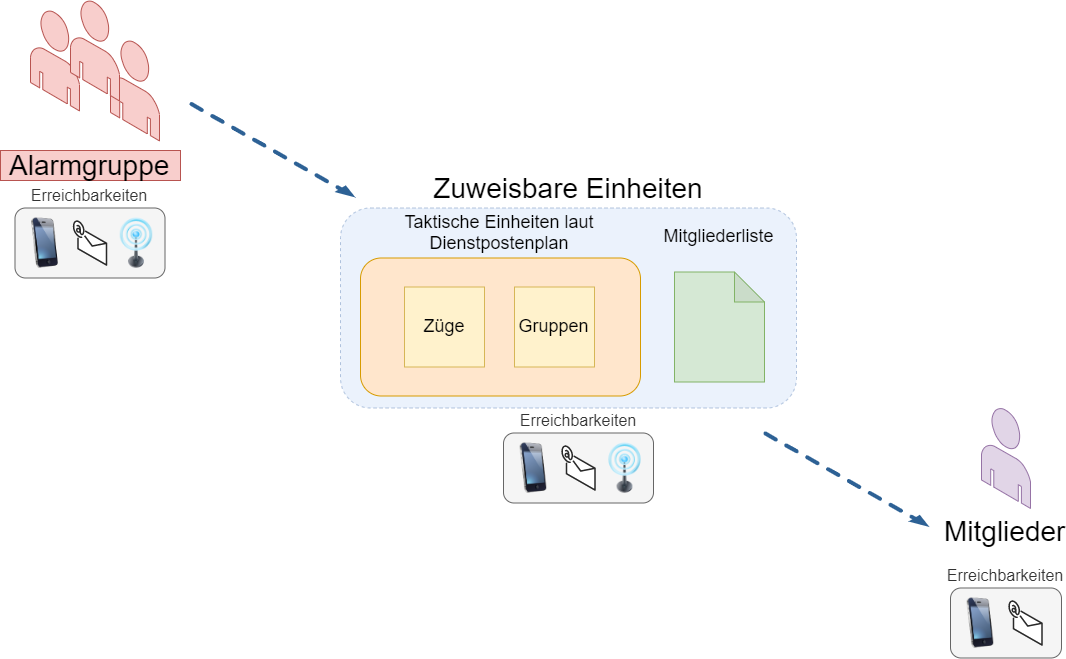 Alarmgruppe
Erreichbarkeiten
@
Zuweisbare Einheiten
Taktische Einheiten laut
Dienstpostenplan
Mitgliederliste
Züge
Gruppen
Erreichbarkeiten
@
Mitglieder
Erreichbarkeiten
@